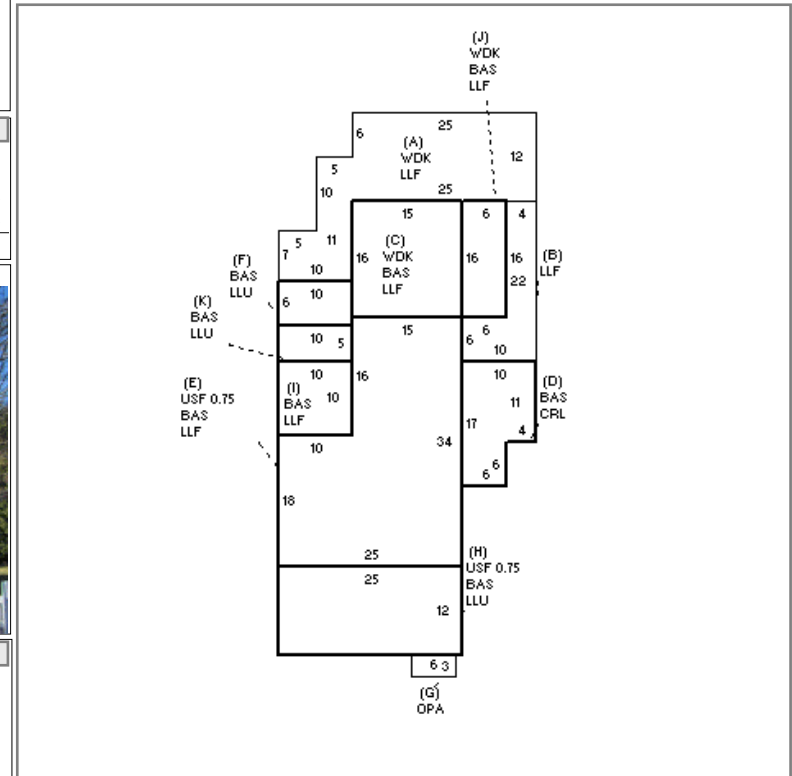 (J)
WDK
BAS
LLF
25
6
(A)
WDK
LLF
12
5
10
25
15
6
4
5
11
7
10
(C)
WDK
BAS
LLF
16
16
16
22
(B)
LLF
(F)
BAS
LLU
6
10
(K)
BAS
LLU
10
5
15
6
6
10
(E)
USF 0.75
BAS
LLF
10
10
(I)
BAS
LLF
16
10
11
(D)
BAS
CRL
17
4
10
34
6
6
18
25
25
(H)
USF 0.75
BAS
LLU
12
6 3
(G)
OPA